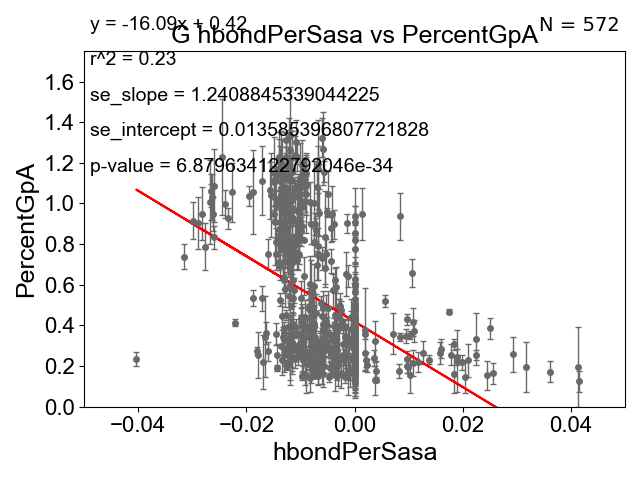 y = -16.09x + 0.42
N = 572
G hbondPerSasa vs PercentGpA
r^2 = 0.23
se_slope = 1.2408845339044225
se_intercept = 0.013585396807721828
p-value = 6.879634122792046e-34
PercentGpA
1.6
1.4
1.2
1.0
0.8
0.6
0.4
0.2
0.0
−0.04 −0.02 0.00 0.02 0.04
hbondPerSasa